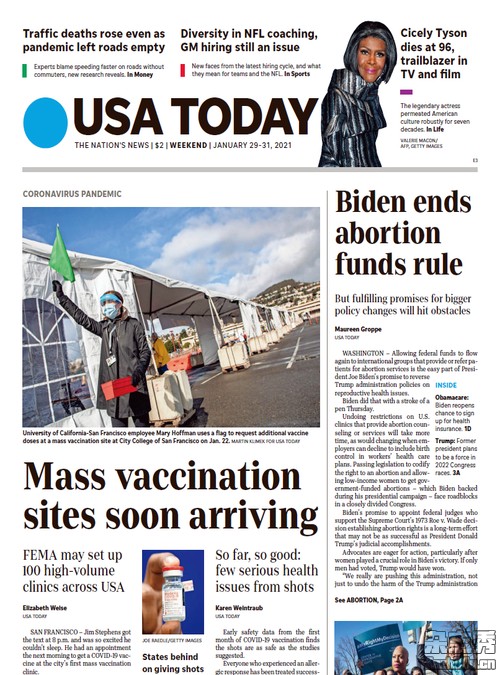 Traffic deaths rose even as
pandemic left roads empty
Experts blame speeding faster on roads without
commuters, new research reveals. In Money
Diversity in NFL coaching,
GM hiring still an issue
New faces from the latest hiring cycle, and what
they mean for teams and the NFL. In Sports
Cicely Tyson
dies at 96,
trailblazer in
TV and film
The legendary actress
permeated American
culture robustly for seven
decades. In Life
VALERIE MACON/
AFP, GETTY IMAGES
USA TODAY
THE NATION'S NEWS | $2 | WEEKEND | JANUARY 29-31, 2021
E3
CORONAVIRUS PANDEMIC
University of California-San Francisco employee Mary Hoffman uses a flag to request additional vaccine
doses at a mass vaccination site at City College of San Francisco on Jan. 22. MARTIN KLIMEK FOR USA TODAY
Mass vaccination
sites soon arriving
FEMA may set up
100 high-volume
clinics across USA
Elizabeth Weise
USA TODAY
SAN FRANCISCO – Jim Stephens got
the text at 8 p.m. and was so excited he
couldn't sleep. He had an appointment
the next morning to get a COVID-19 vac-
cine at the city's first mass vaccination
clinic.
JOE RAEDLE/GETTY IMAGES
States behind
on giving shots
So far, so good:
few serious health
issues from shots
Karen Weintraub
USA TODAY
Early safety data from the first
month of COVID-19 vaccination finds
the shots are as safe as the studies
suggested.
Everyone who experienced an aller-
gic response has been treated success-
Biden ends
abortion
funds rule
But fulfilling promises for bigger
policy changes will hit obstacles
Maureen Groppe
USA TODAY
WASHINGTON – Allowing federal funds to flow
again to international groups that provide or refer pa-
tients for abortion services is the easy part of Presi-
dent Joe Biden's promise to reverse
Trump administration policies on
reproductive health issues.
Biden did that with a stroke of a
pen Thursday.
Undoing restrictions on U.S.
clinics that provide abortion coun-
seling or services will take more
time, as would changing when em-
ployers can decline to include birth
control in workers' health care
plans. Passing legislation to codify
the right to an abortion and allow-
ing low-income women to get gov-
ernment-funded abortions – which Biden backed
during his presidential campaign – face roadblocks
in a closely divided Congress.
Biden's promise to appoint federal judges who
support the Supreme Court's 1973 Roe v. Wade deci-
sion establishing abortion rights is a long-term effort
that may not be as successful as President Donald
Trump's judicial accomplishments.
Advocates are eager for action, particularly after
women played a crucial role in Biden's victory. If only
men had voted, Trump would have won.
"We really are pushing this administration, not
just to undo the harm of the Trump administration
INSIDE
Obamacare:
Biden reopens
chance to sign
up for health
insurance. 1D
Trump: Former
president plans
to be a force in
2022 Congress
races. 3A
See ABORTION, Page 2A